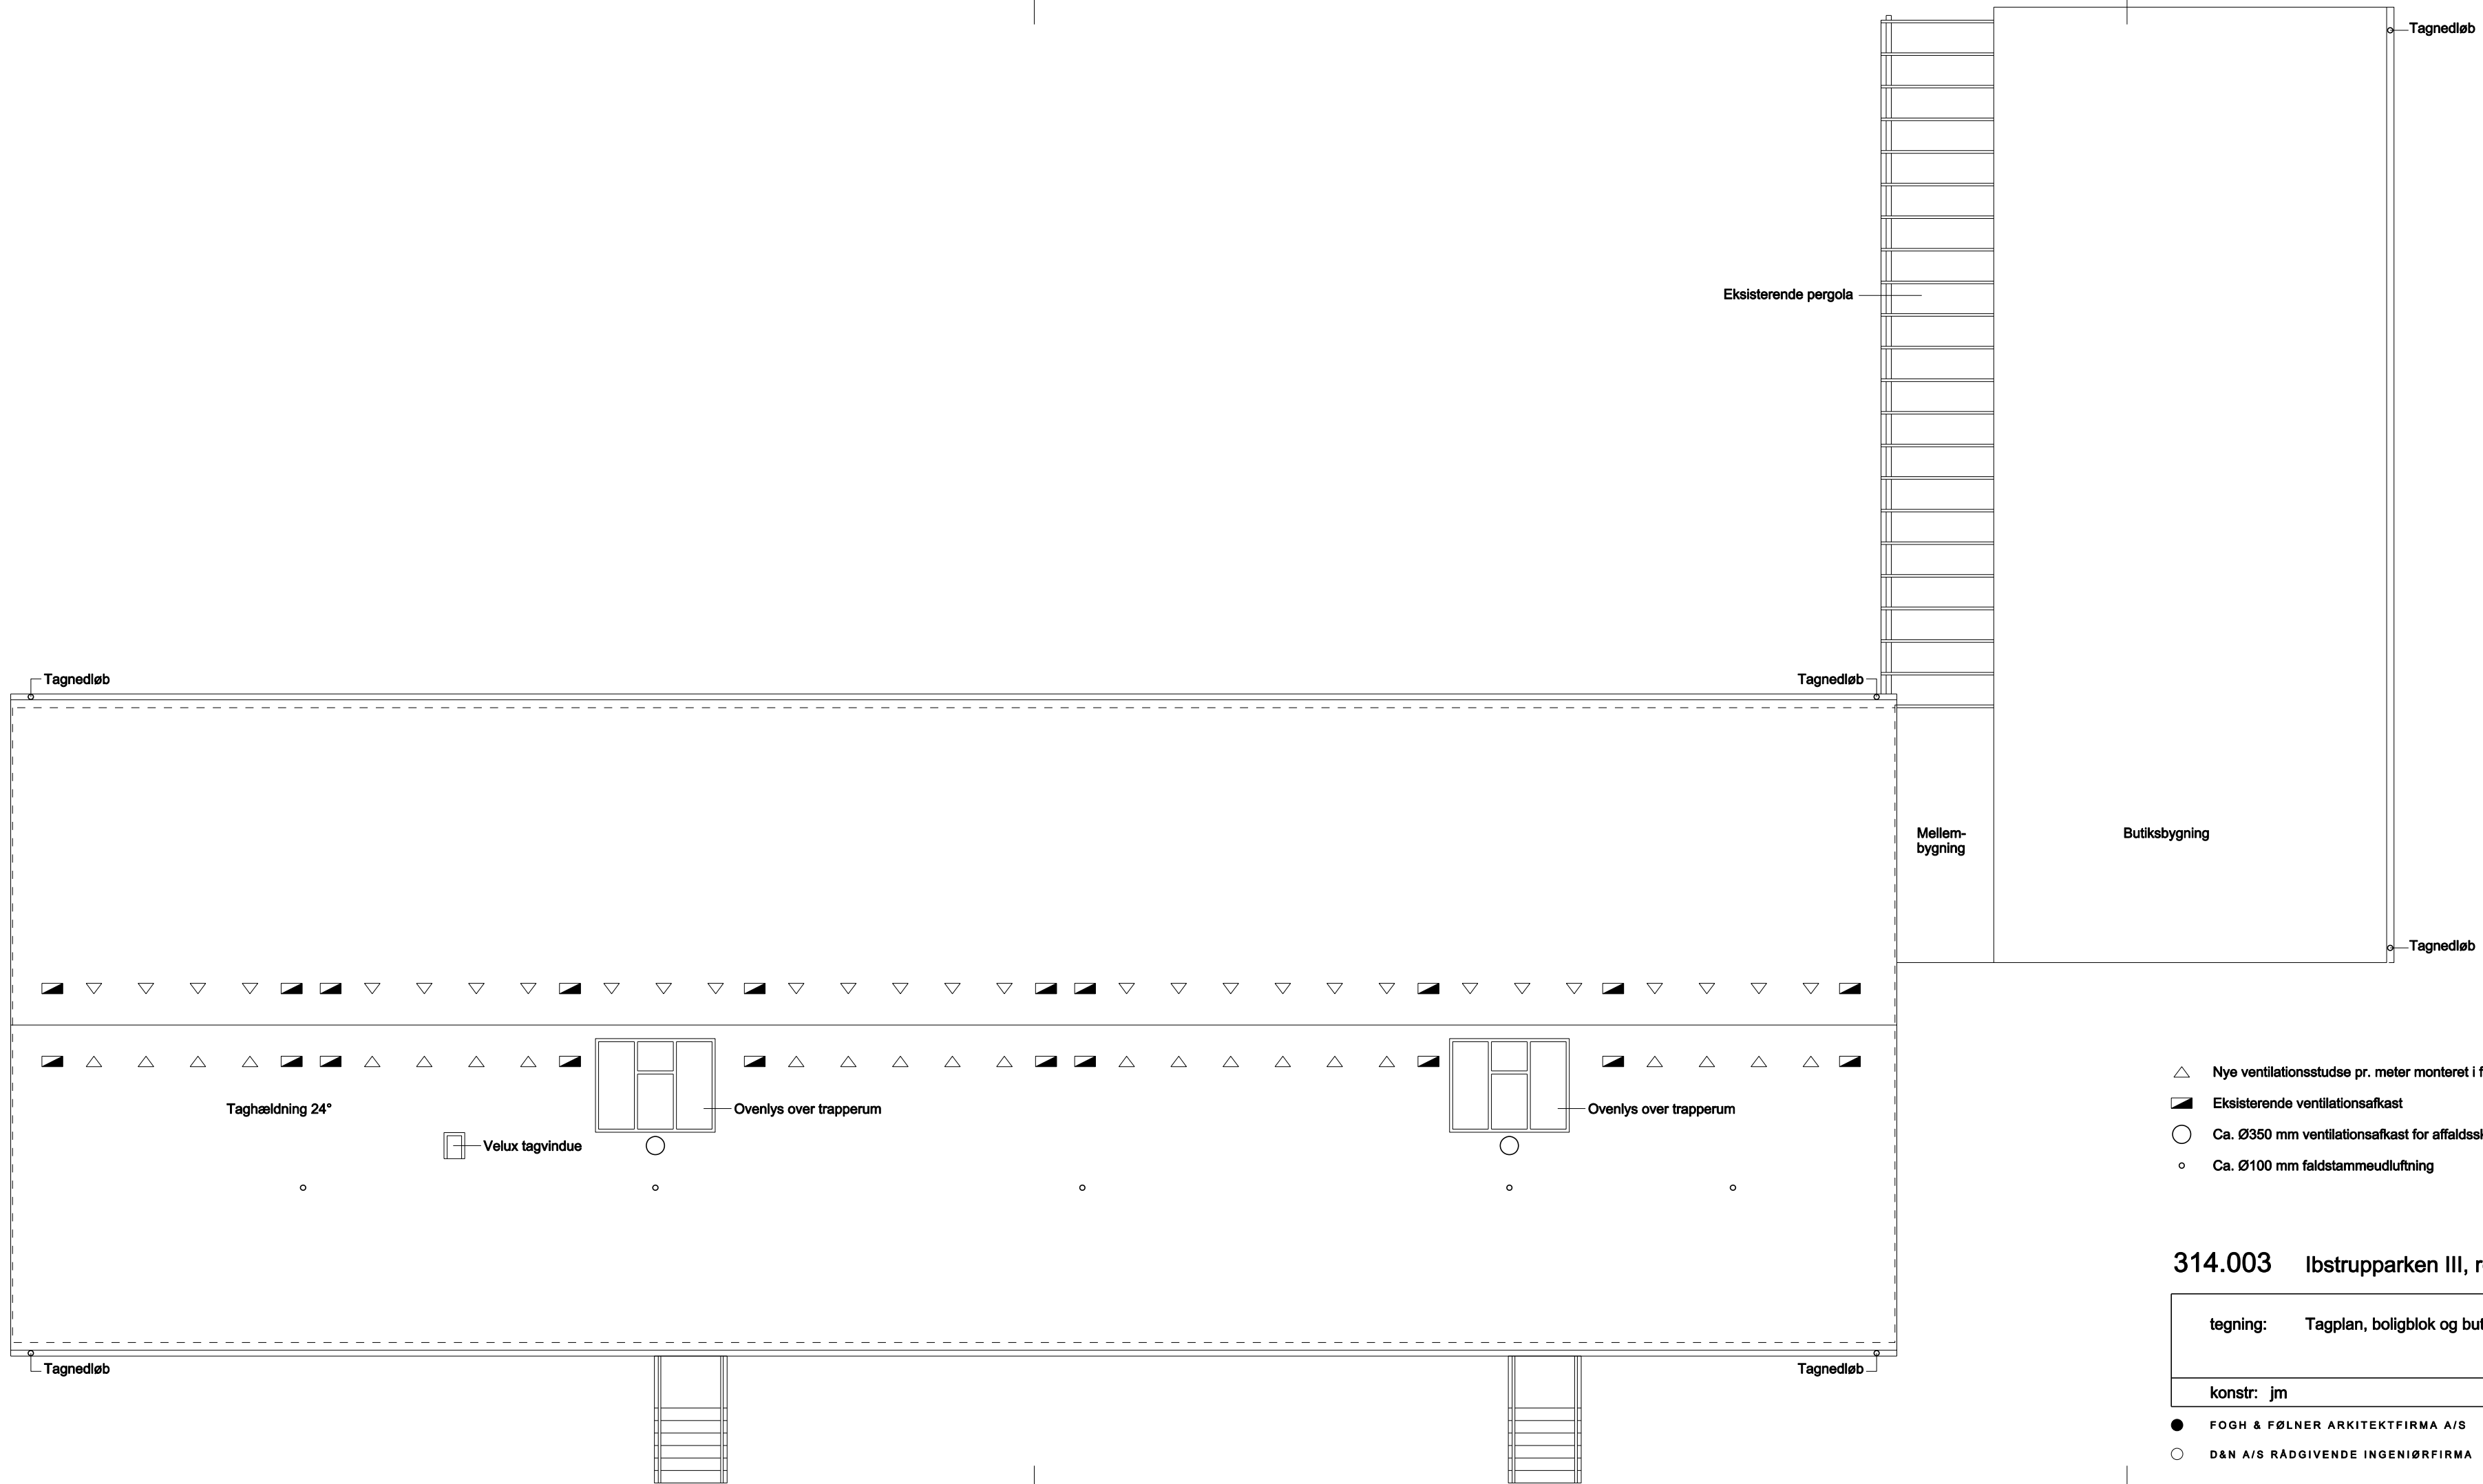 Tagnedløb
Eksisterende pergola
Tagnedløb
Tagnedløb
Mellem-
bygning
Butiksbygning
Tagnedløb
Taghældning 24°
Ovenlys over trapperum
Ovenlys over trapperum
Velux tagvindue
Nye ventilationsstudse pr. meter monteret i
Eksisterende ventilationsafkast
Ca. Ø350 mm ventilationsafkast for
Ca. Ø100 mm faldstammeudluftning
314.003 Ibstrupparken III,
tegning: Tagplan, boligblok og
Tagnedløb
Tagnedløb
konstr: jm
FOGH & FØLNER ARKITEKTFIRMA A/S
D&N A/S RÅDGIVENDE INGENIØRFIRMA